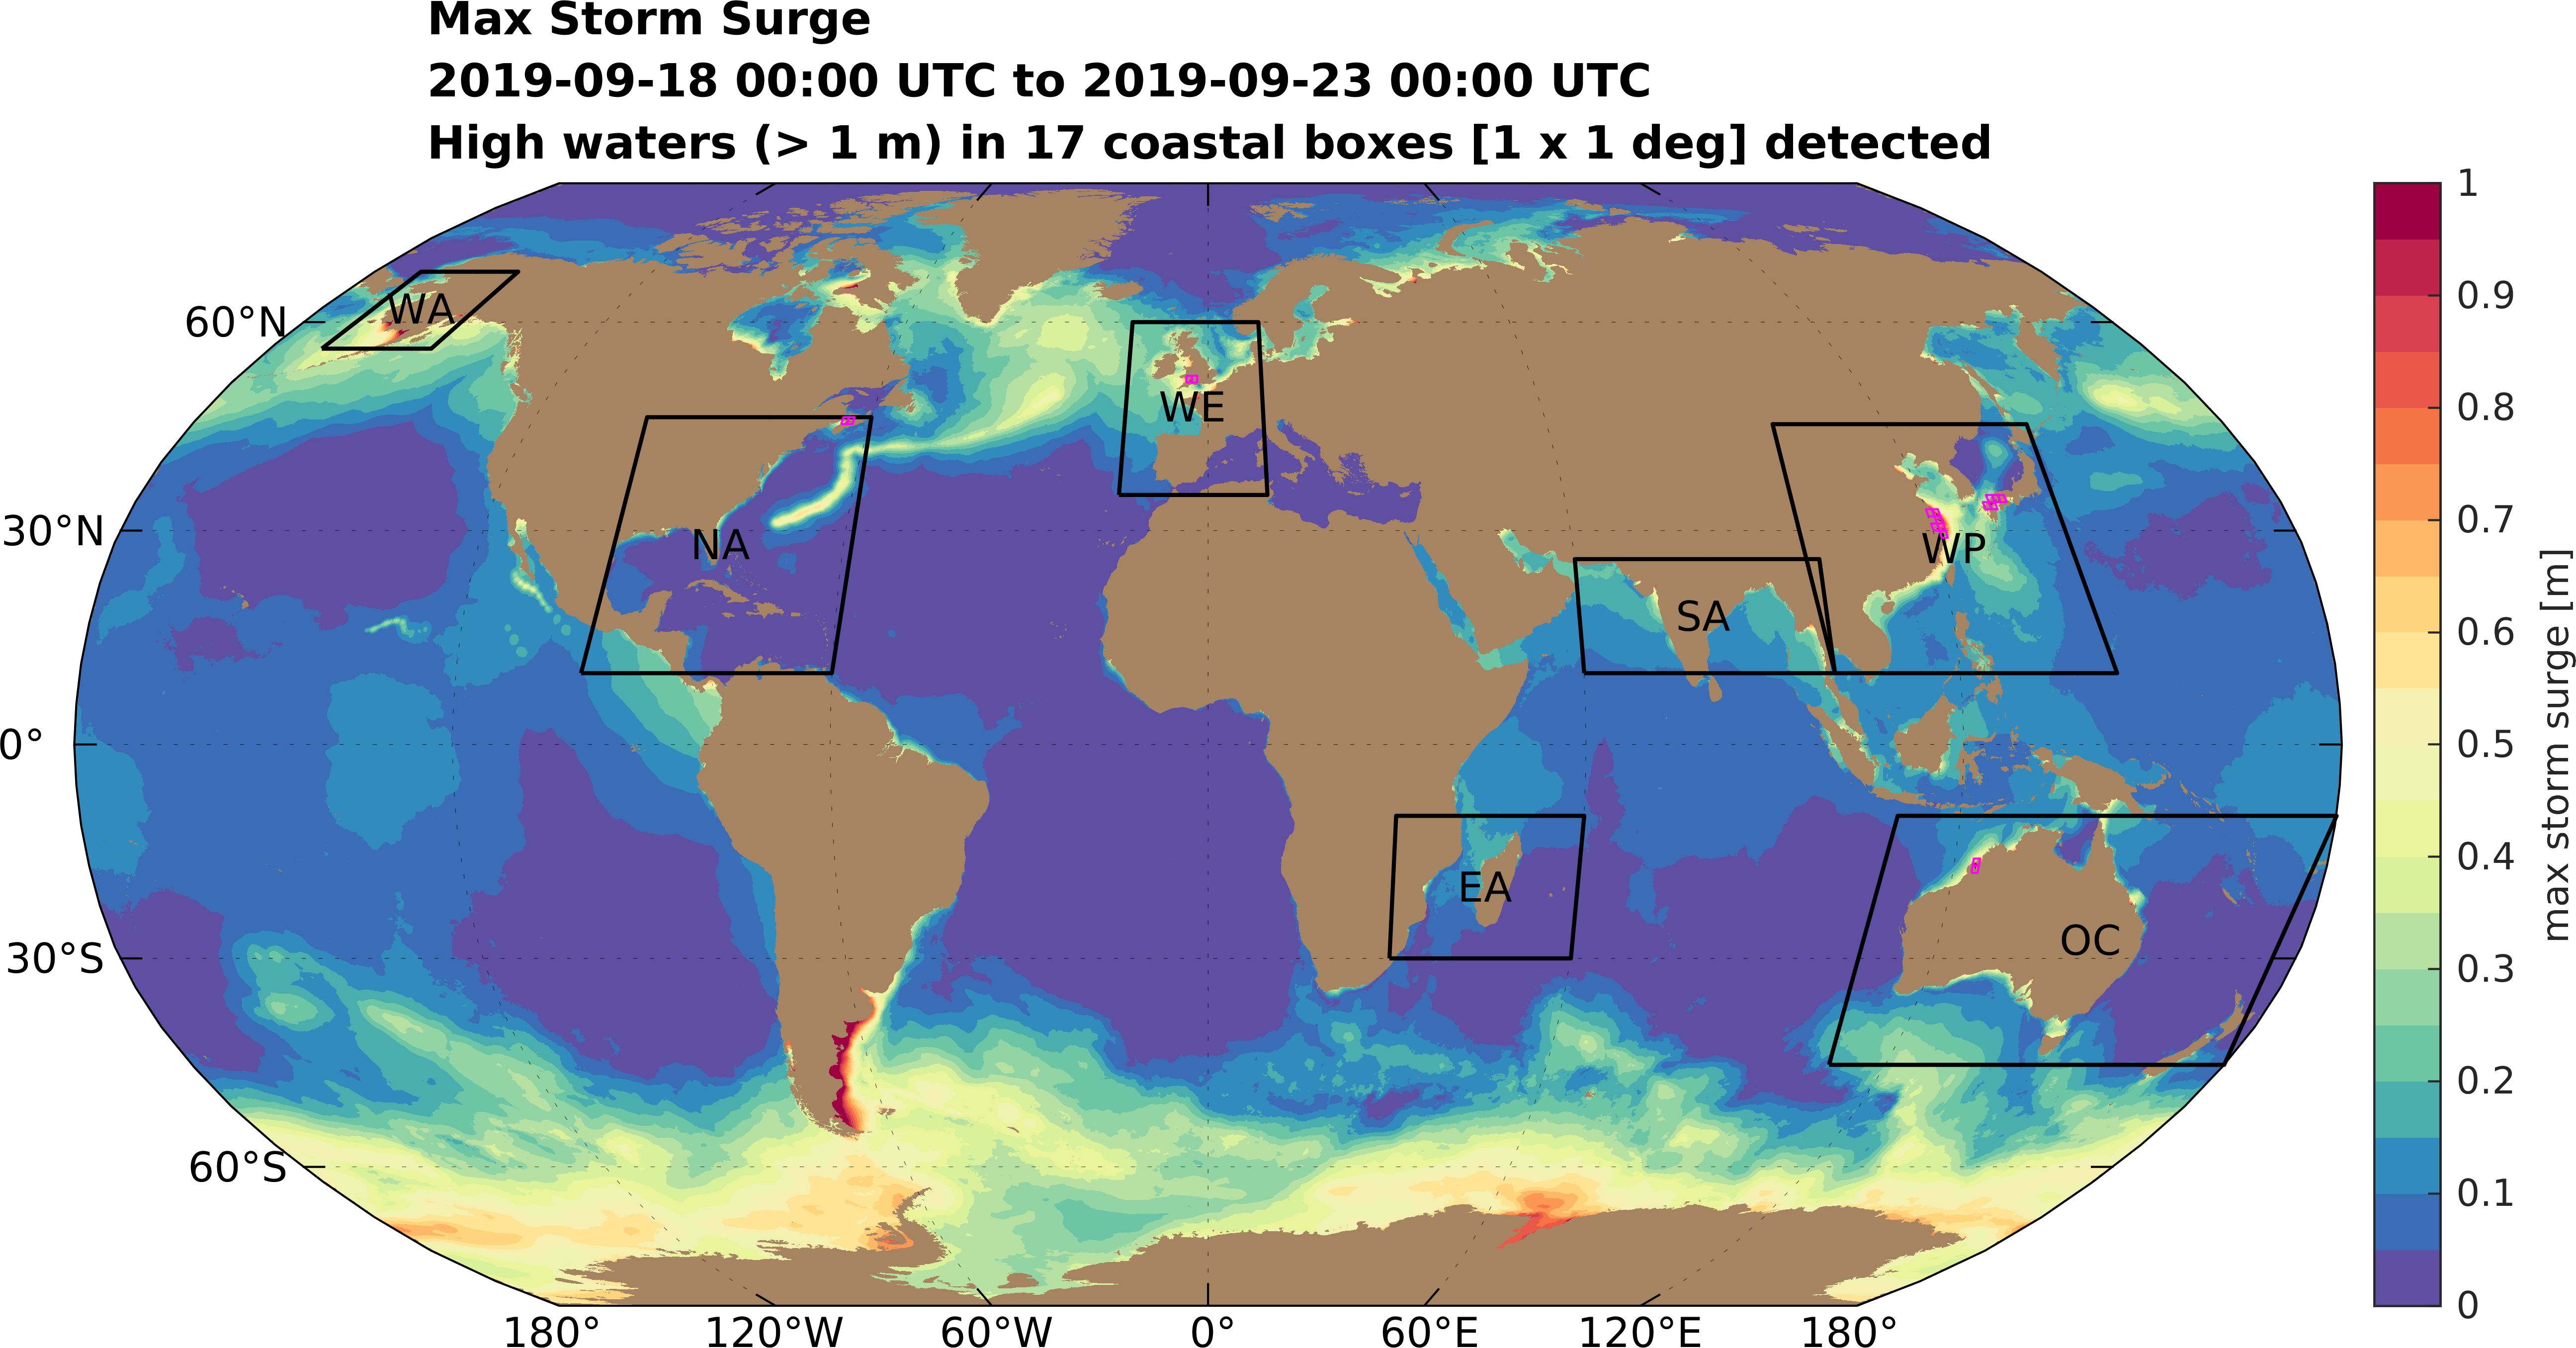 Max Storm Surge
2019-09-18 00:00 UTC to 2019-09-23 00:00 UTC
High waters (> 1 m) in 17 coastal boxes [1 x 1 deg] detected
60°N
30°N
0°
30°S
60°S
WA
WE
NA
WP
SA
EA
OC
180°
120°W
60°W
0°
60°E
120°E
180°
1
0.9
0.8
0.7
0.6
0.5
0.4
0.3
0.2
0.1
0
max storm surge [m]